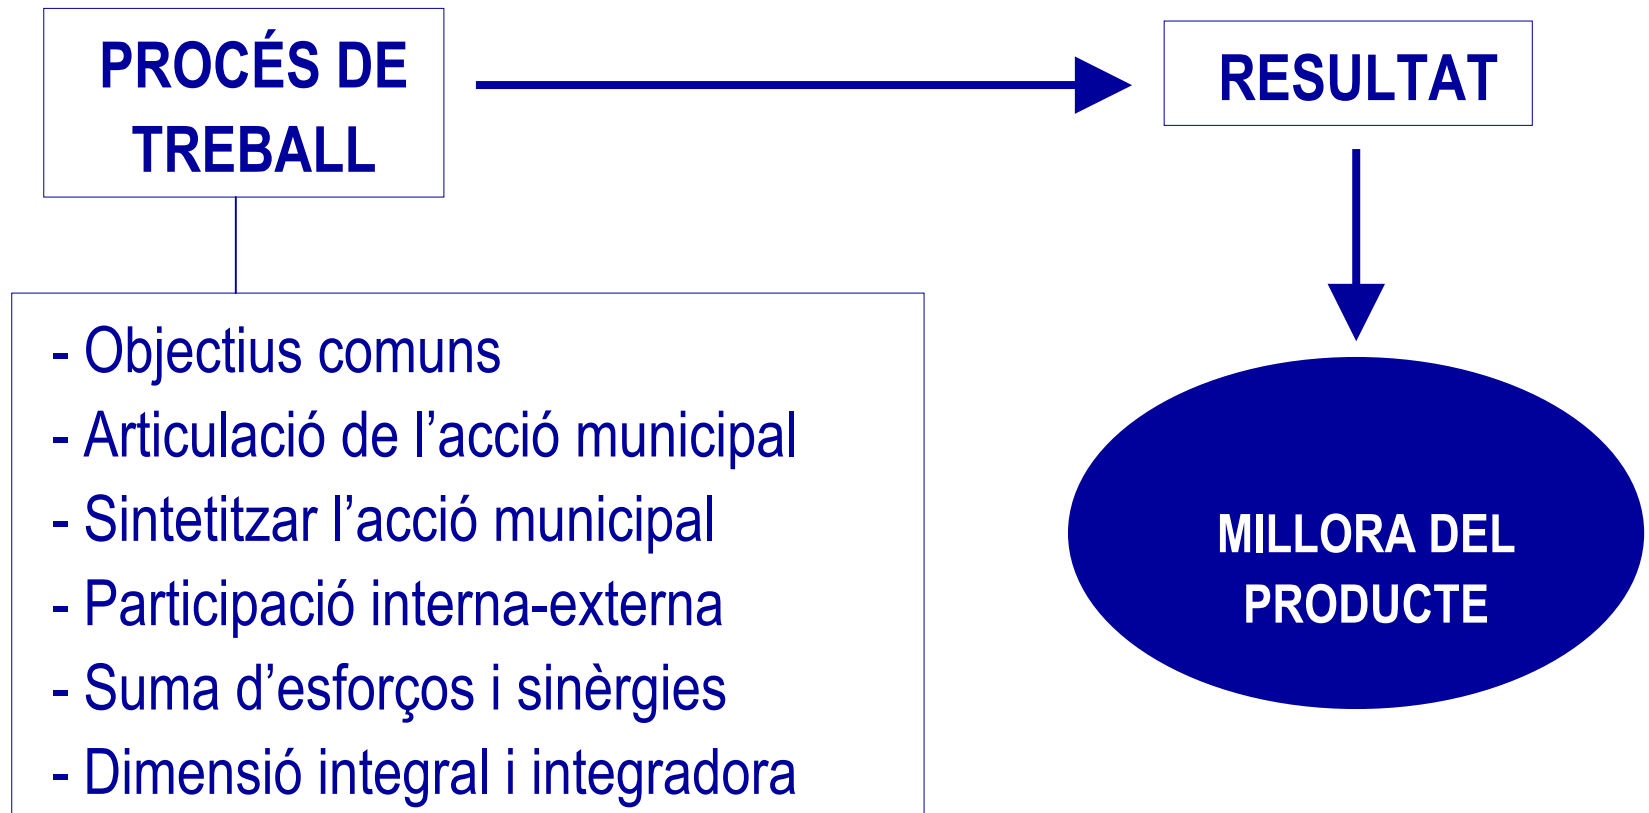 PROCÉS DE
TREBALL
RESULTAT
- Objectius comuns
- Articulació de l’acció municipal
- Sintetitzar l’acció municipal
- Participació interna-externa
- Suma d’esforços i sinèrgies
- Dimensió integral i integradora
MILLORA DEL
PRODUCTE